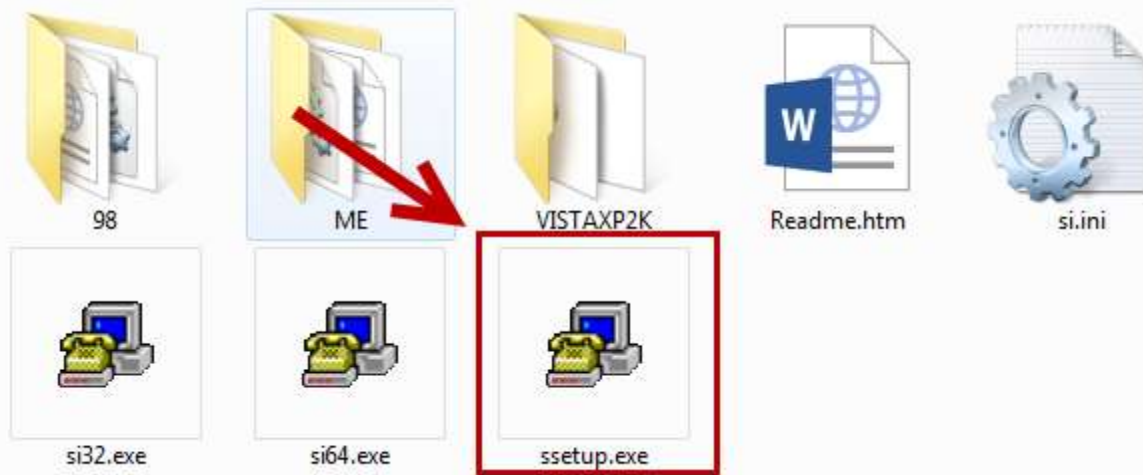 98
ME
VISTAXP2K
Readme.htm
si.ini
W
si32.exe
si64.exe
ssetup.exe